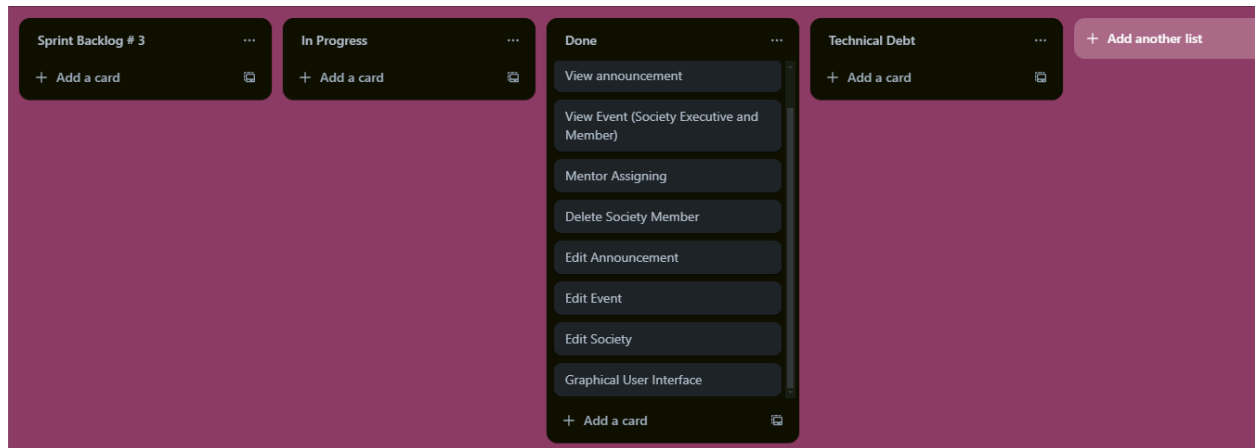 Sprint Backlog # 3
+ Add a card
In Progress
+ Add a card
Done
View announcement
View Event (Society Executive and
Member)
Mentor Assigning
Delete Society Member
Edit Announcement
Edit Event
Edit Society
Graphical User Interface
+ Add a card
Technical Debt
+ Add a card
+ Add another list